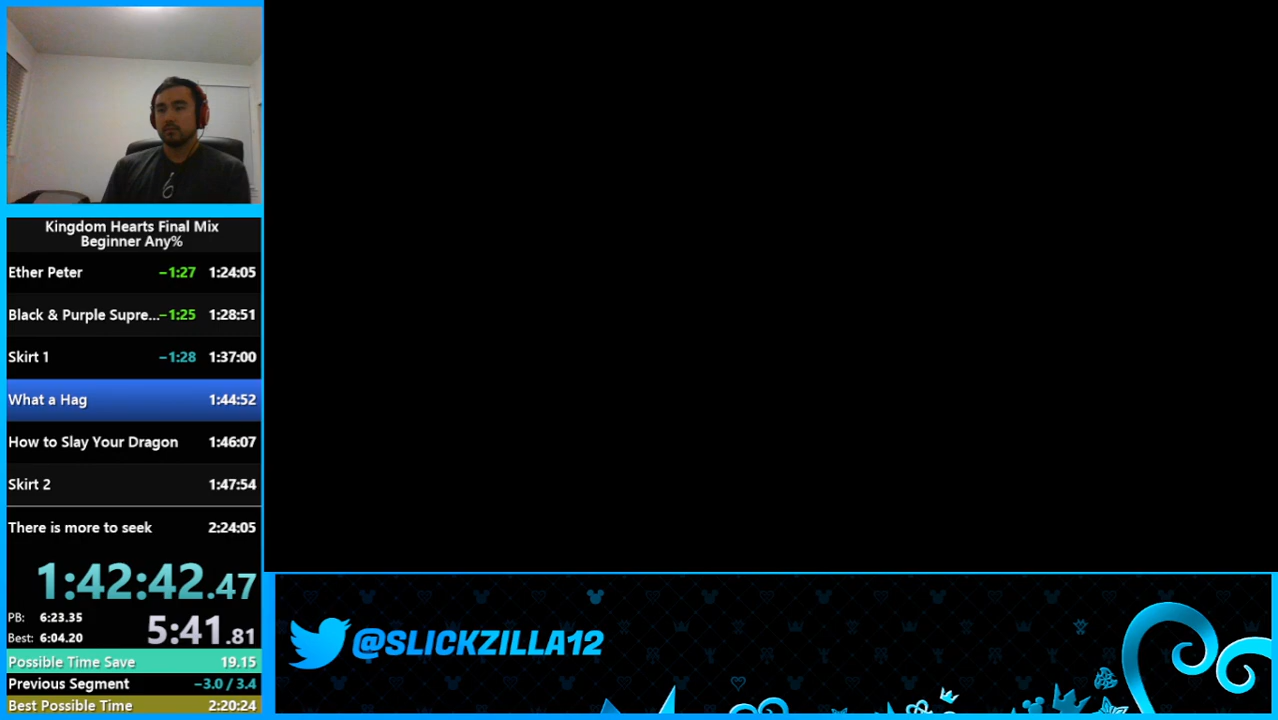 Kingdom Hearts Final Mix
Beginner Any%
Ether Peter −1:27 1:24:05
Black & Purple Supre... −1:25 1:28:51
Skirt 1 −1:28 1:37:00
What a Hag 1:44:52
How to Slay Your Dragon 1:46:07
Skirt 2 1:47:54
There is more to seek 2:24:05
1:42:42.47
PB: 6:23.35
Best: 6:04.20
5:41.81
Possible Time Save 19.15
Previous Segment −3.0 / 3.4
Best Possible Time 2:20:24
@SLICKZILLA12